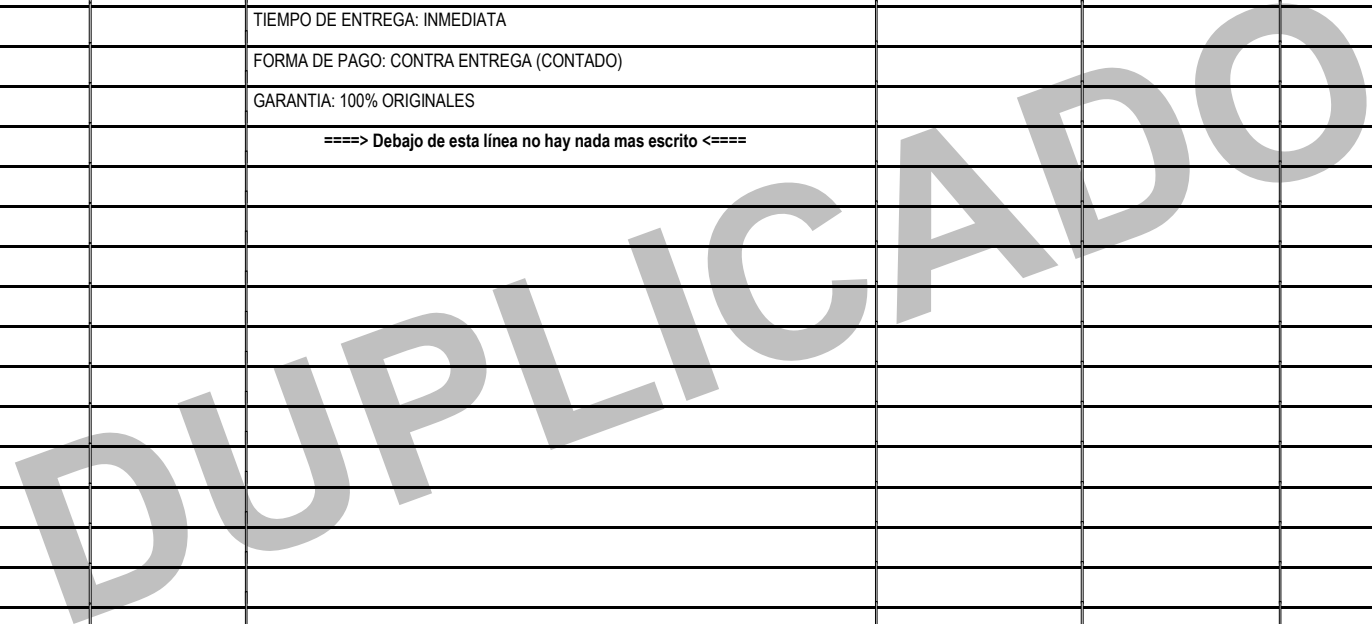 TIEMPO DE ENTREGA: INMEDIATA
FORMA DE PAGO: CONTRA ENTREGA (CONTADO)
GARANTIA: 100% ORIGINALES
====> Debajo de esta línea no hay nada mas escrito <====
DUPLICADO